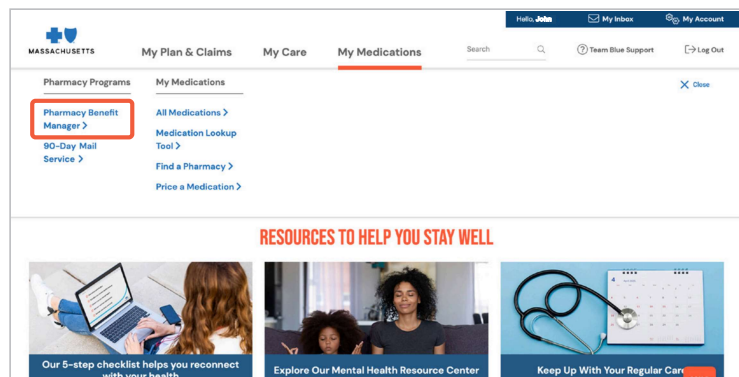 Hello, John
My Inbox
My Account
MASSACHUSETTS
My Plan & Claims
My Care
My Medications
Search
Team Blue Support
Log Out
Pharmacy Programs
My Medications
Close
Pharmacy Benefit
Manager >
90-Day Mail
Service >
All Medications >
Medication Lookup
Tool >
Find a Pharmacy >
Price a Medication >
RESOURCES TO HELP YOU STAY WELL
Our 5-step checklist helps you reconnect
with your health
Explore Our Mental Health Resource Center
Keep Up With Your Regular Care